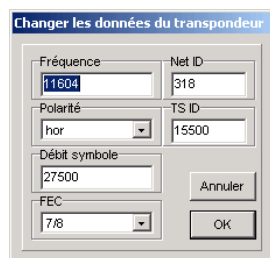 Changer les données du transpondeur
Fréquence
11604
Net ID
318
Polarité
hor
TS ID
15500
Débit symbole
27500
FEC
7/8
Annuler
OK